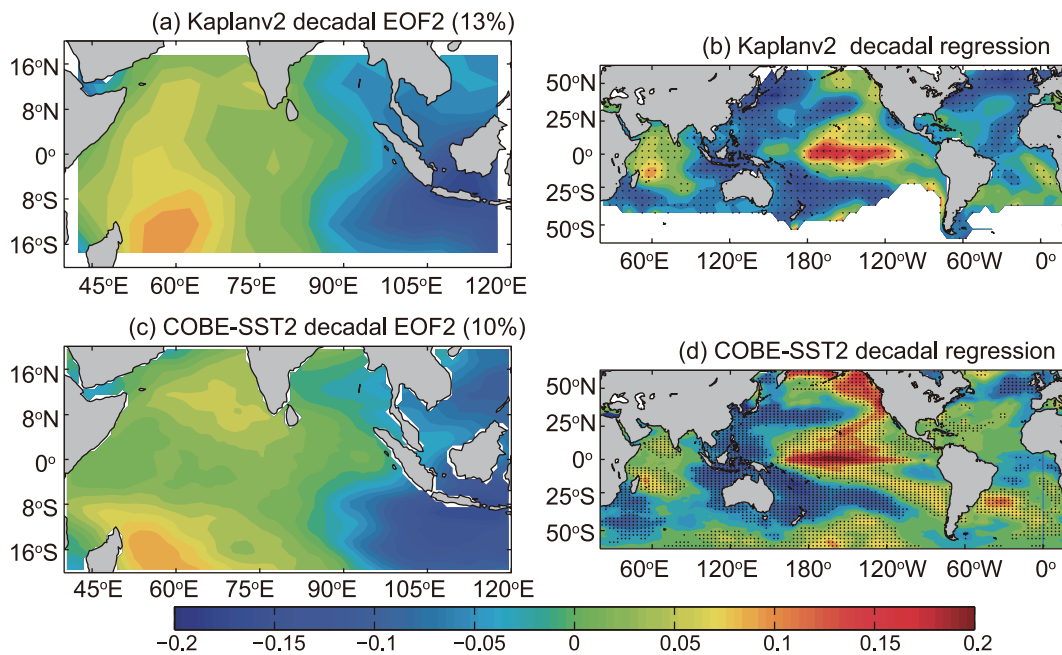 (a) Kaplanv2 decadal EOF2 (13%)
16°N
8°N
0°
8°S
16°S
45°E 60°E 75°E 90°E 105°E 120°E
(b) Kaplanv2 decadal regression
50°N
25°N
0°
25°S
50°S
60°E 120°E 180° 120°W 60°W 0°
(c) COBE-SST2 decadal EOF2 (10%)
16°N
8°N
0°
8°S
16°S
45°E 60°E 75°E 90°E 105°E 120°E
(d) COBE-SST2 decadal regression
50°N
25°N
0°
25°S
50°S
60°E 120°E 180° 120°W 60°W 0°
−0.2 −0.15 −0.1 −0.05 0 0.05 0.1 0.15 0.2